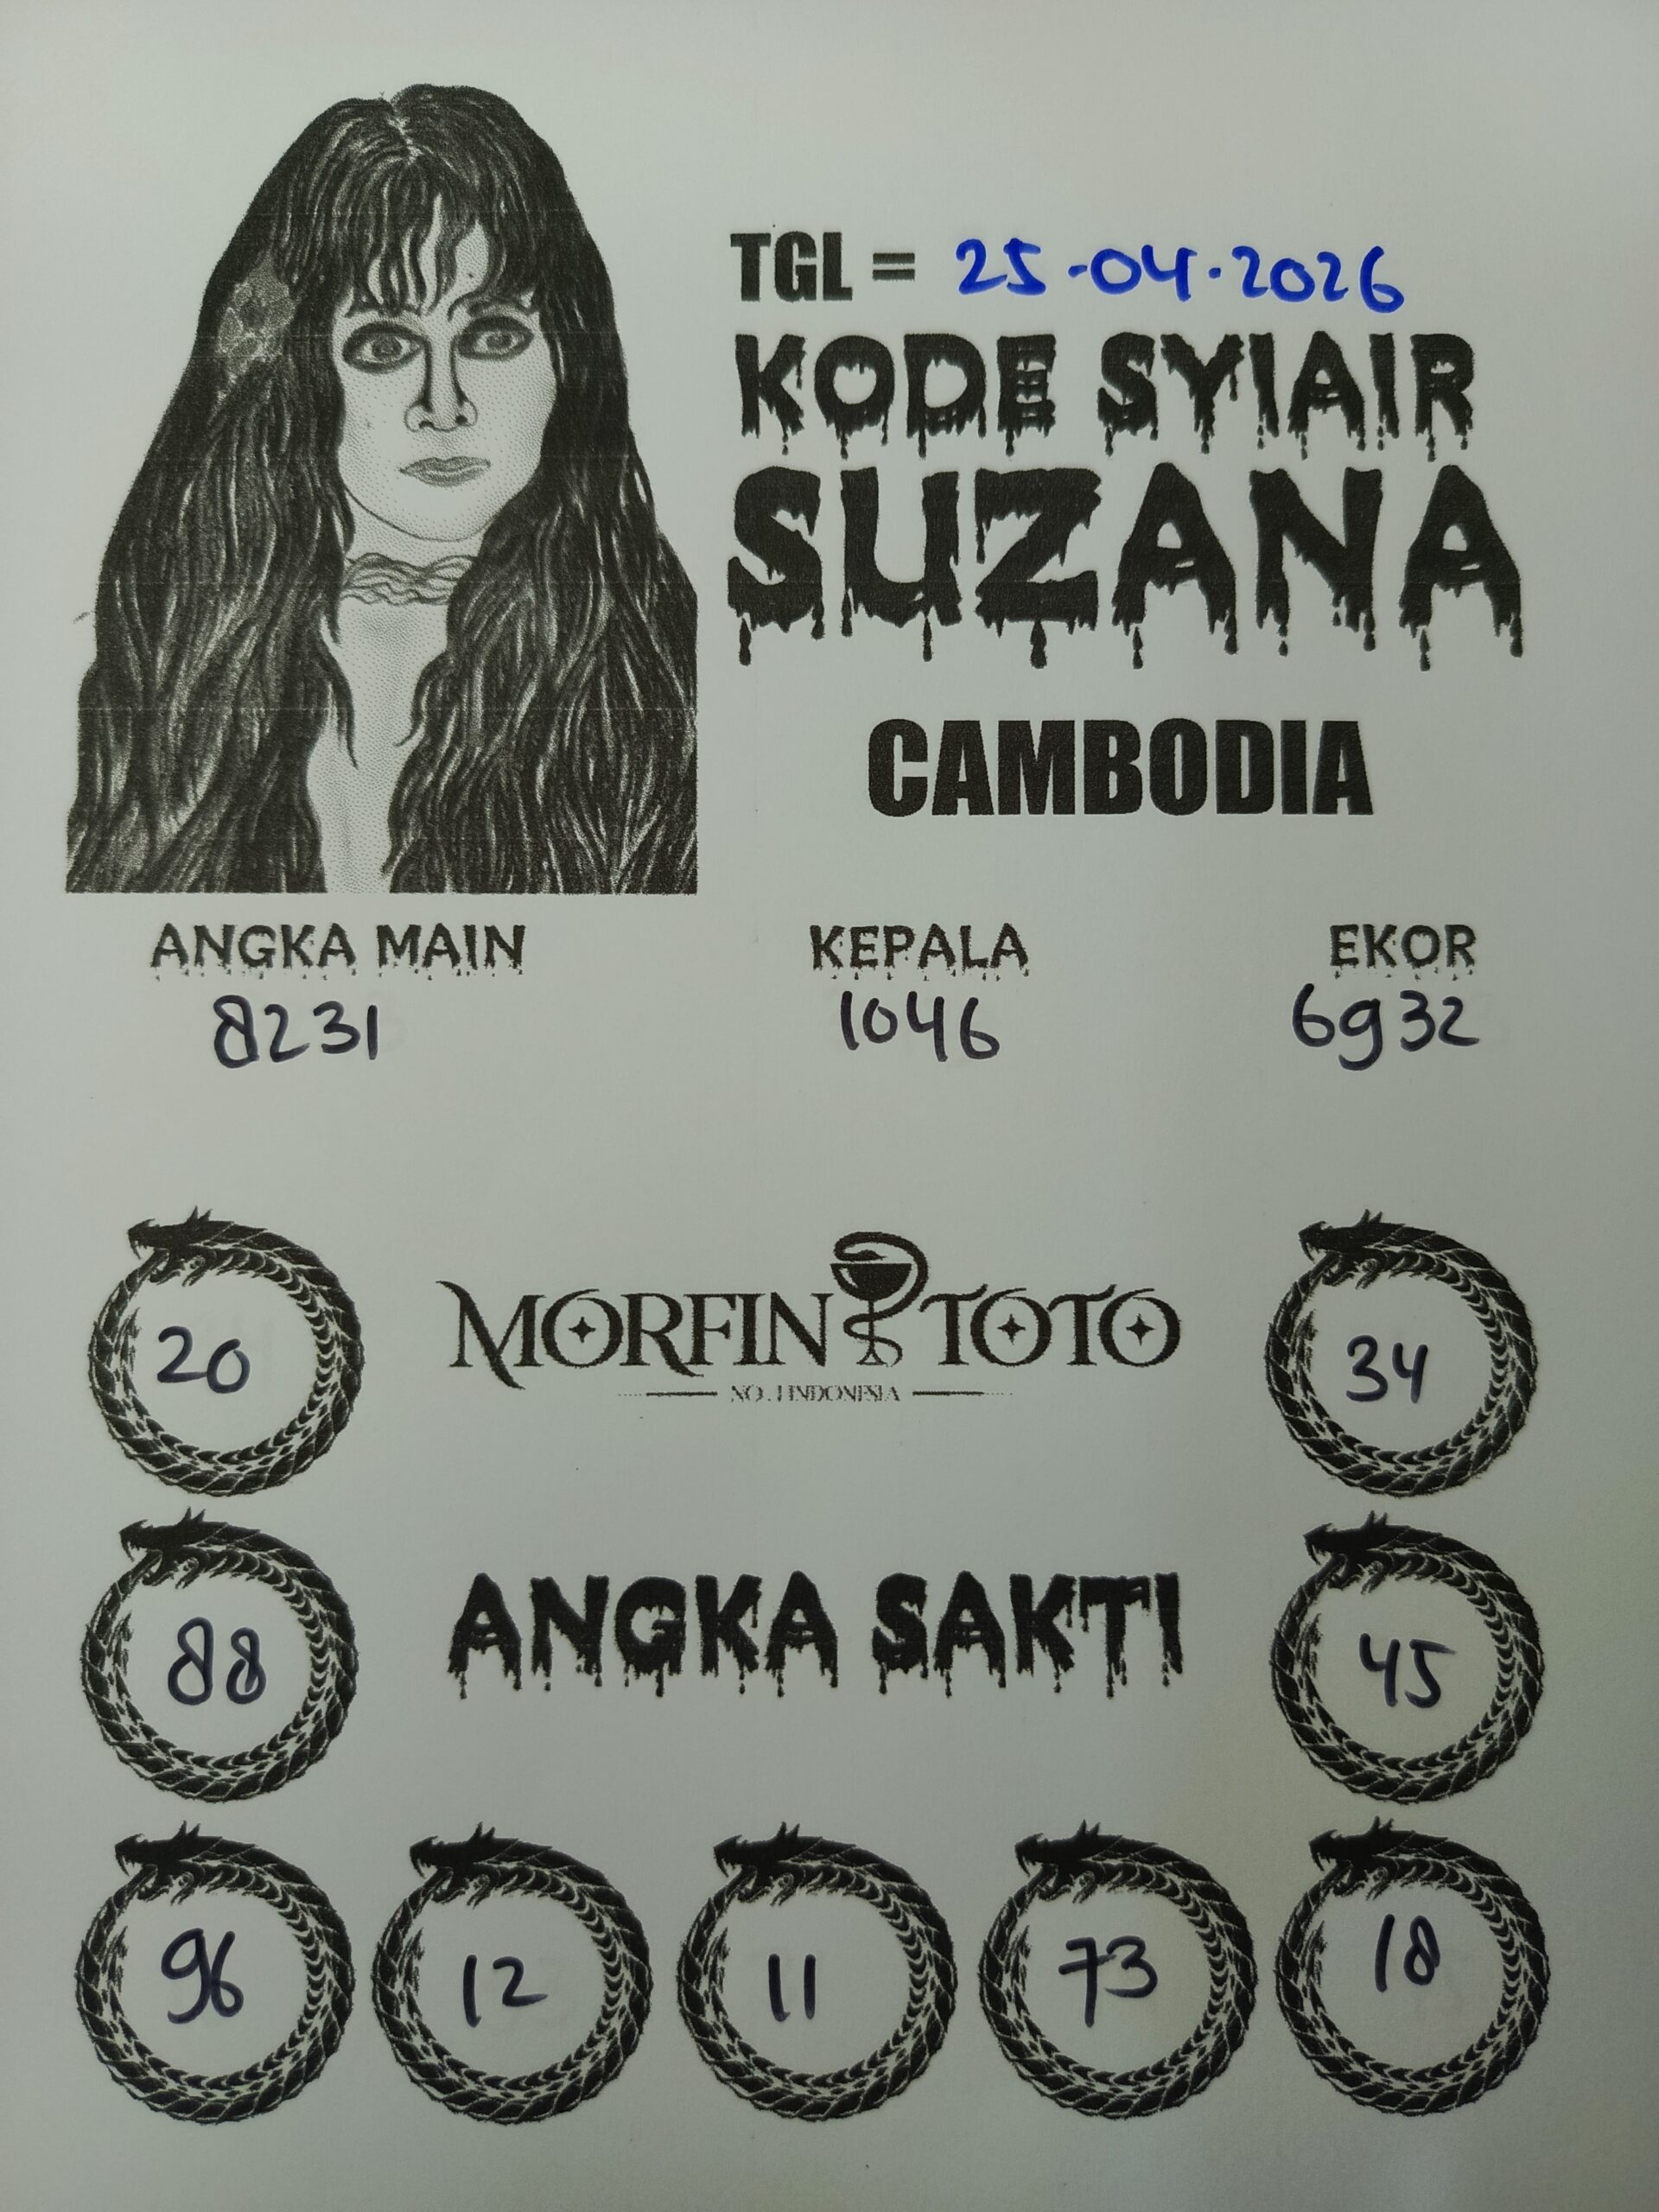 TGL = 25-04-2026
KODE SYIAIR
SUZANA
CAMBODIA
ANGKA MAIN KEPALA EKOR
8231 1046 6932
20 MORFIN TOTO 34
NO.1 INDONESIA
88 ANGKA SAKTI 45
96 12 11 73 18